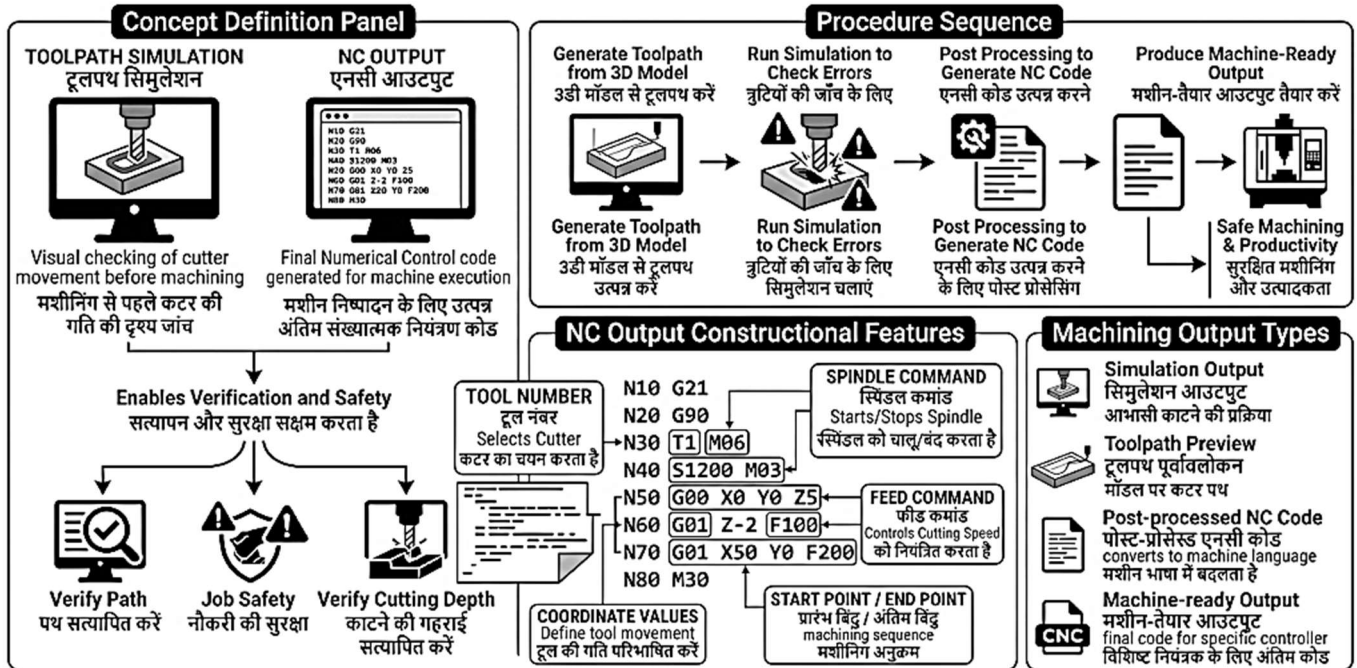 Concept Definition Panel
TOOLPATH SIMULATION
टूलपथ सिमुलेशन
NC OUTPUT
एनसी आउटपुट
N10 G21
N20 G90
N30 T1 M06
NAD S1200 M03
N20 G00 X0 Y0 Z5
NGO G01 Z-2 F100
N70 G81 Z20 Y0 F200
N80 M30
Visual checking of cutter
movement before machining
मशीनिंग से पहले कटर की
गति की दृश्य जांच
Final Numerical Control code
generated for machine execution
मशीन निष्पादन के लिए उत्पन्न
अंतिम संख्यात्मक नियंत्रण कोड
Enables Verification and Safety
सत्यापन और सुरक्षा सक्षम करता है
Verify Path
पथ सत्यापित करें
Job Safety
नौकरी की सुरक्षा
Verify Cutting Depth
काटने की गहराई
सत्यापित करें
Procedure Sequence
Generate Toolpath
from 3D Model
3डी मॉडल से टूलपथ करें
Run Simulation to
Check Errors
त्रुटियों की जाँच के लिए
Post Processing to
Generate NC Code
एनसी कोड उत्पन्न करने
Produce Machine-Ready
Output
मशीन-तैयार आउटपुट तैयार करें
Generate Toolpath
from 3D Model
3डी मॉडल से टूलपथ
उत्पन्न करें
Run Simulation
to Check Errors
त्रुटियों की जाँच के लिए
सिमुलेशन चलाएं
Post Processing to
Generate NC Code
एनसी कोड उत्पन्न करने
के लिए पोस्ट प्रोसेसिंग
Safe Machining
& Productivity
सुरक्षित मशीनिंग
और उत्पादकता
NC Output Constructional Features
TOOL NUMBER
टूल नंबर
Selects Cutter
कटर का चयन करता है
N10 G21
N20 G90
N30 T1 M06
N40 S1200 M03
N50 G00 X0 Y0 Z5
N60 G01 Z-2 F100
N70 G01 X50 Y0 F200
N80 M30
SPINDLE COMMAND
स्पिंडल कमांड
Starts/Stops Spindle
स्पिंडल को चालू/बंद करता है
FEED COMMAND
फीड कमांड
Controls Cutting Speed
को नियंत्रित करता है
COORDINATE VALUES
Define tool movement
टूल की गति परिभाषित करें
START POINT / END POINT
प्रारंभ बिंदु / अंतिम बिंदु
machining sequence
मशीनिंग अनुक्रम
Machining Output Types
Simulation Output
सिमुलेशन आउटपुट
आभासी काटने की प्रक्रिया
Toolpath Preview
टूलपथ पूर्वावलोकन
मॉडल पर कटर पथ
Post-processed NC Code
पोस्ट-प्रोसेस्ड एनसी कोड
converts to machine language
मशीन भाषा में बदलता है
CNC
Machine-ready Output
मशीन-तैयार आउटपुट
final code for specific controller
विशिष्ट नियंत्रक के लिए अंतिम कोड